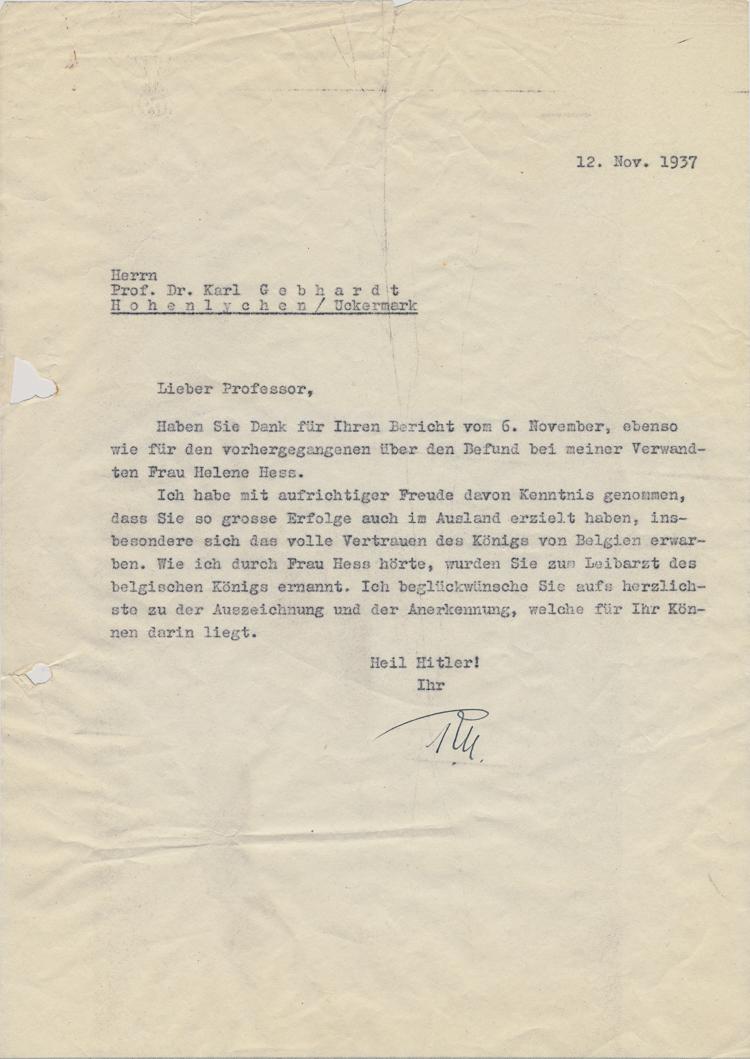 12. Nov. 1937
Herrn
Prof. Dr. Karl G e b h a r d t
H o h e n l y c h e n / Uckermark
Lieber Professor,
Haben Sie Dank für Ihren Bericht vom 6. November, ebenso
wie für den vorhergegangenen über den Befund bei meiner Verwand-
ten Frau Helene Hess.
Ich habe mit aufrichtiger Freude davon Kenntnis genommen,
dass Sie so grosse Erfolge auch im Ausland erzielt haben, ins-
besondere sich das volle Vertrauen des Königs von Belgien erwar-
ben. Wie ich durch Frau Hess hörte, wurden Sie zum Leibarzt des
belgischen Königs ernannt. Ich beglückwünsche Sie aufs herzlich-
ste zu der Auszeichnung und der Anerkennung, welche für Ihr Kön-
nen darin liegt.
Heil Hitler!
Ihr